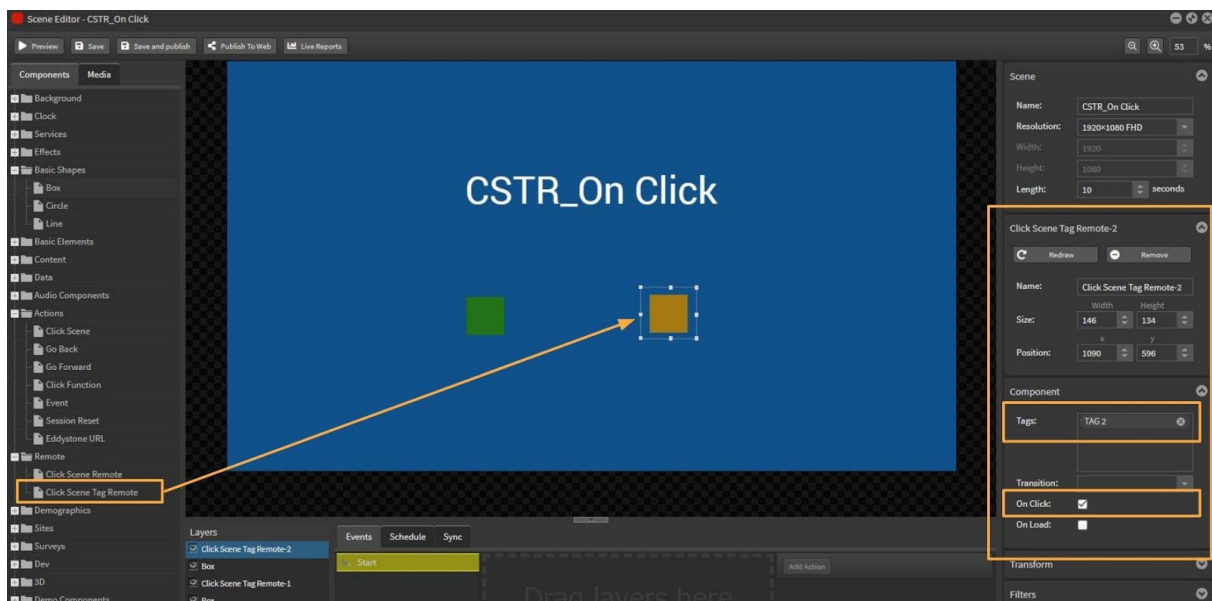 Scene Editor - CSTR_On Click
Preview Save Save and publish Publish To Web Live Reports 53 %
Components Media
Background
Clock
Services
Effects
Basic Shapes
Box
Circle
Line
Basic Elements
Content
Data
Audio Components
Actions
Click Scene
Go Back
Go Forward
Click Function
Event
Session Reset
Eddystone URL
Remote
Click Scene Remote
Click Scene Tag Remote
Demographics
Sites
Surveys
Dev
3D
Demo Components
CSTR_On Click
Layers
Click Scene Tag Remote-2
Box
Click Scene Tag Remote-1
Box
Events Schedule Sync
Start
Drag layers here
Add Action
Scene
Name: CSTR_On Click
Resolution: 1920×1080 FHD
Width: 1920
Height: 1080
Length: 10 seconds
Click Scene Tag Remote-2
Redraw Remove
Name: Click Scene Tag Remote-2
Width Height
Size: 146 134
x y
Position: 1090 596
Component
Tags: TAG 2
Transition:
On Click:
On Load:
Transform
Filters